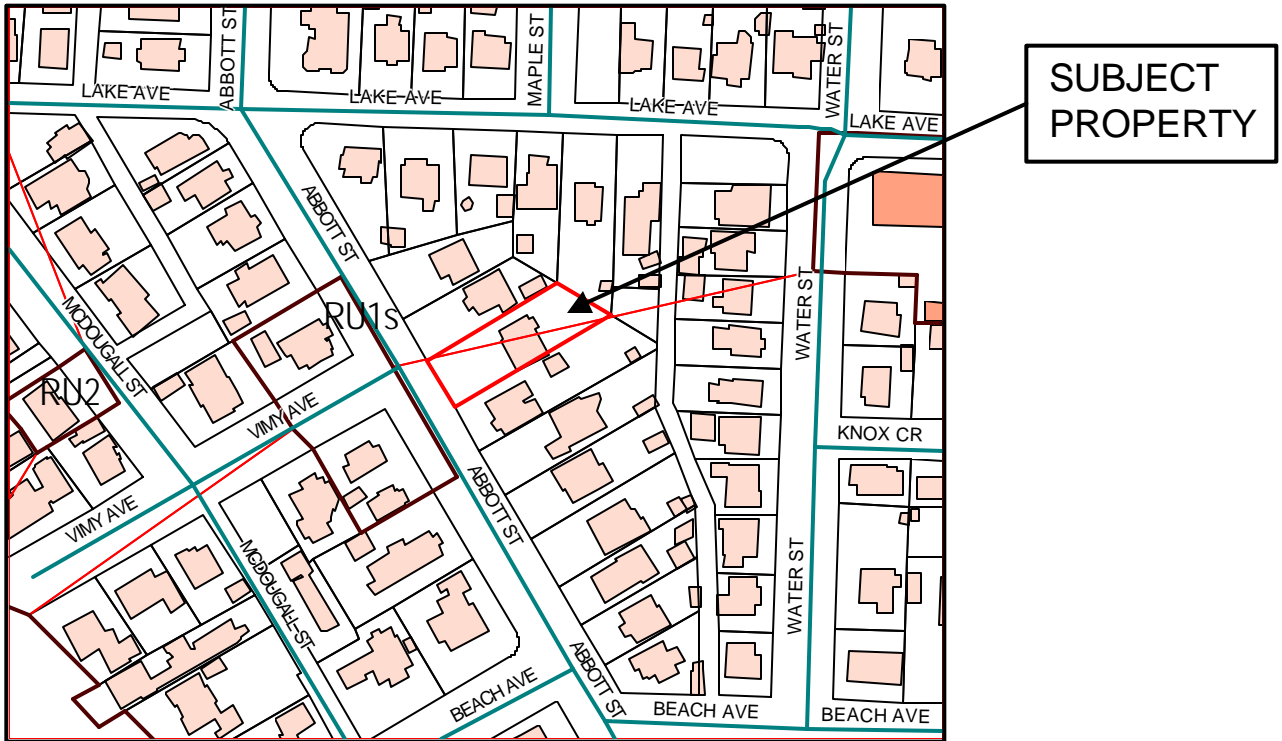 ABBOTT ST
MAPLE ST
WATER ST
LAKE AVE
LAKE AVE
LAKE AVE
LAKE AVE
SUBJECT
PROPERTY
ABBOTT ST
RU1s
MCDOUGALL ST
RU2
VIMY AVE
WATER ST
KNOX CR
VIMY AVE
ABBOTT ST
MCDOUGALL ST
WATER ST
ABBOTT ST
BEACH AVE
BEACH AVE
BEACH AVE